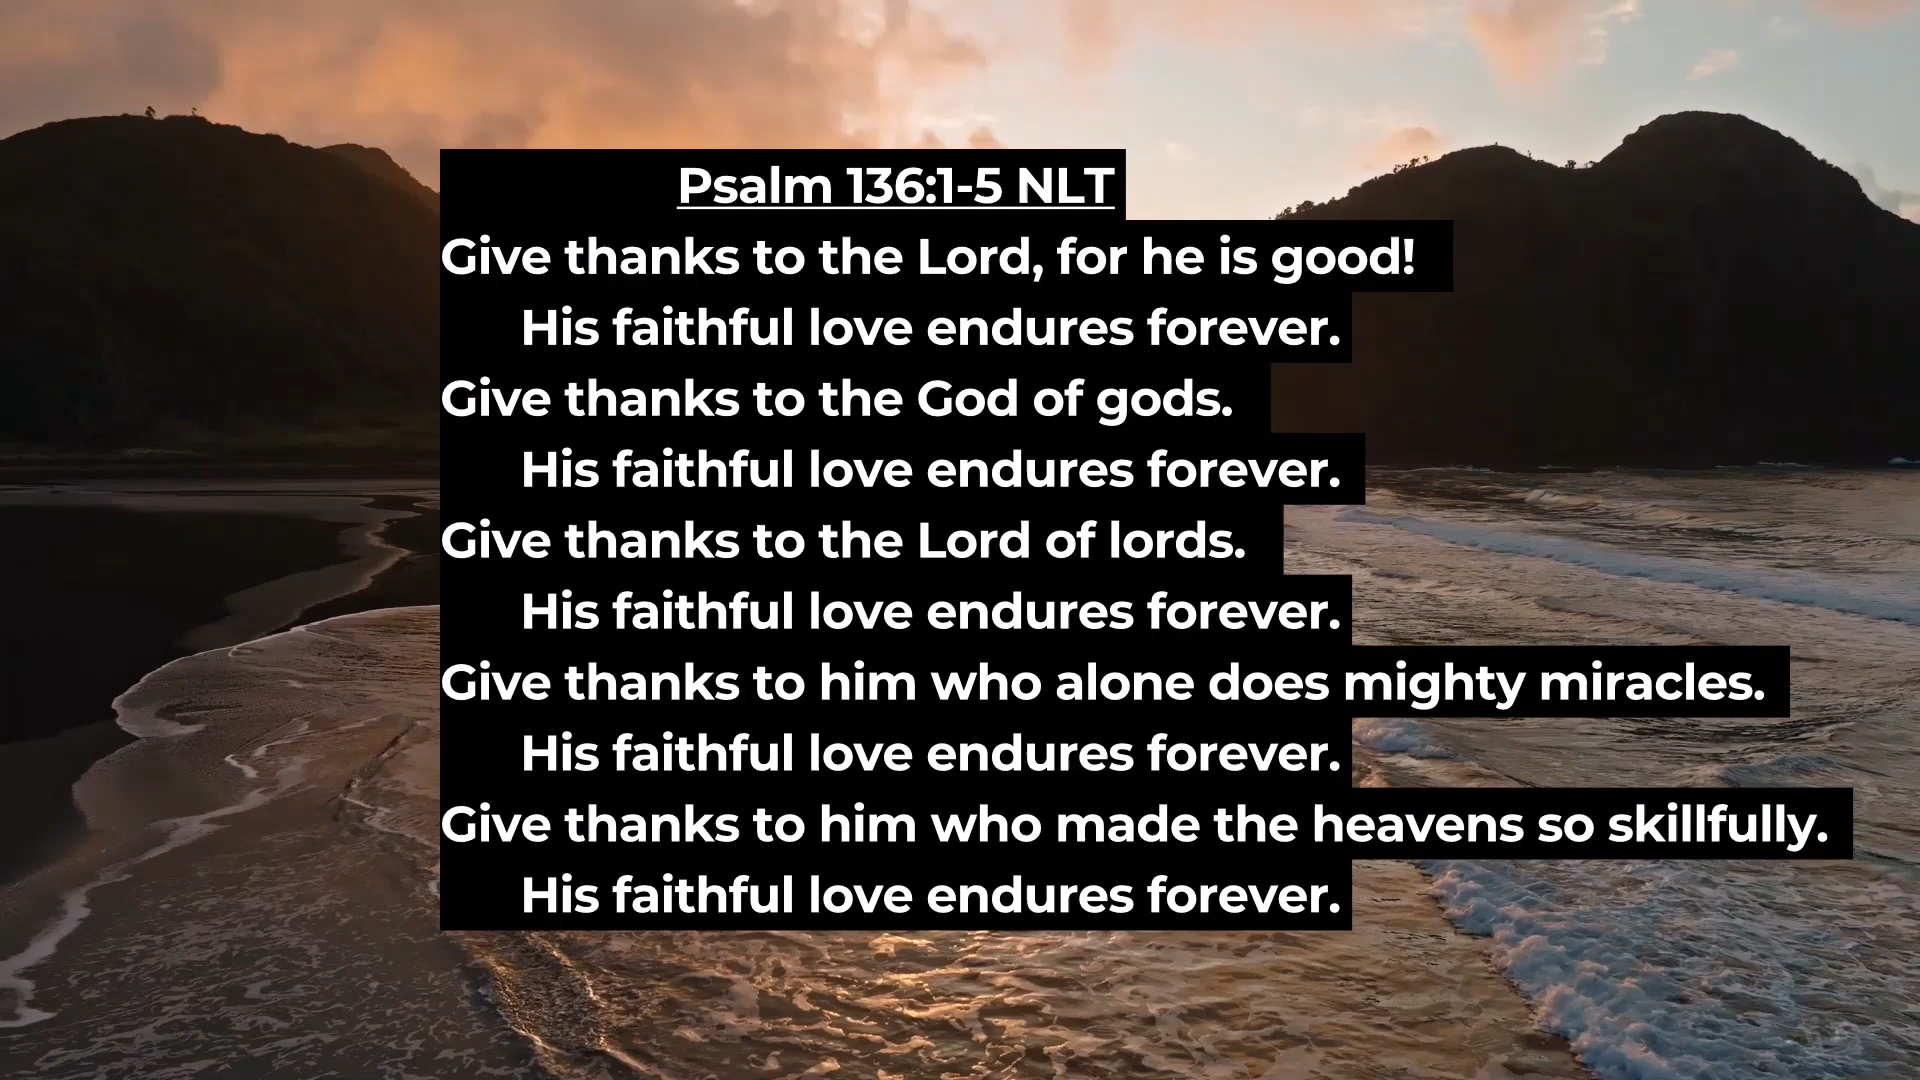 Psalm 136:1-5 NLT
Give thanks to the Lord, for he is good!
His faithful love endures forever.
Give thanks to the God of gods.
His faithful love endures forever.
Give thanks to the Lord of lords.
His faithful love endures forever.
Give thanks to him who alone does mighty miracles.
His faithful love endures forever.
Give thanks to him who made the heavens so skillfully.
His faithful love endures forever.